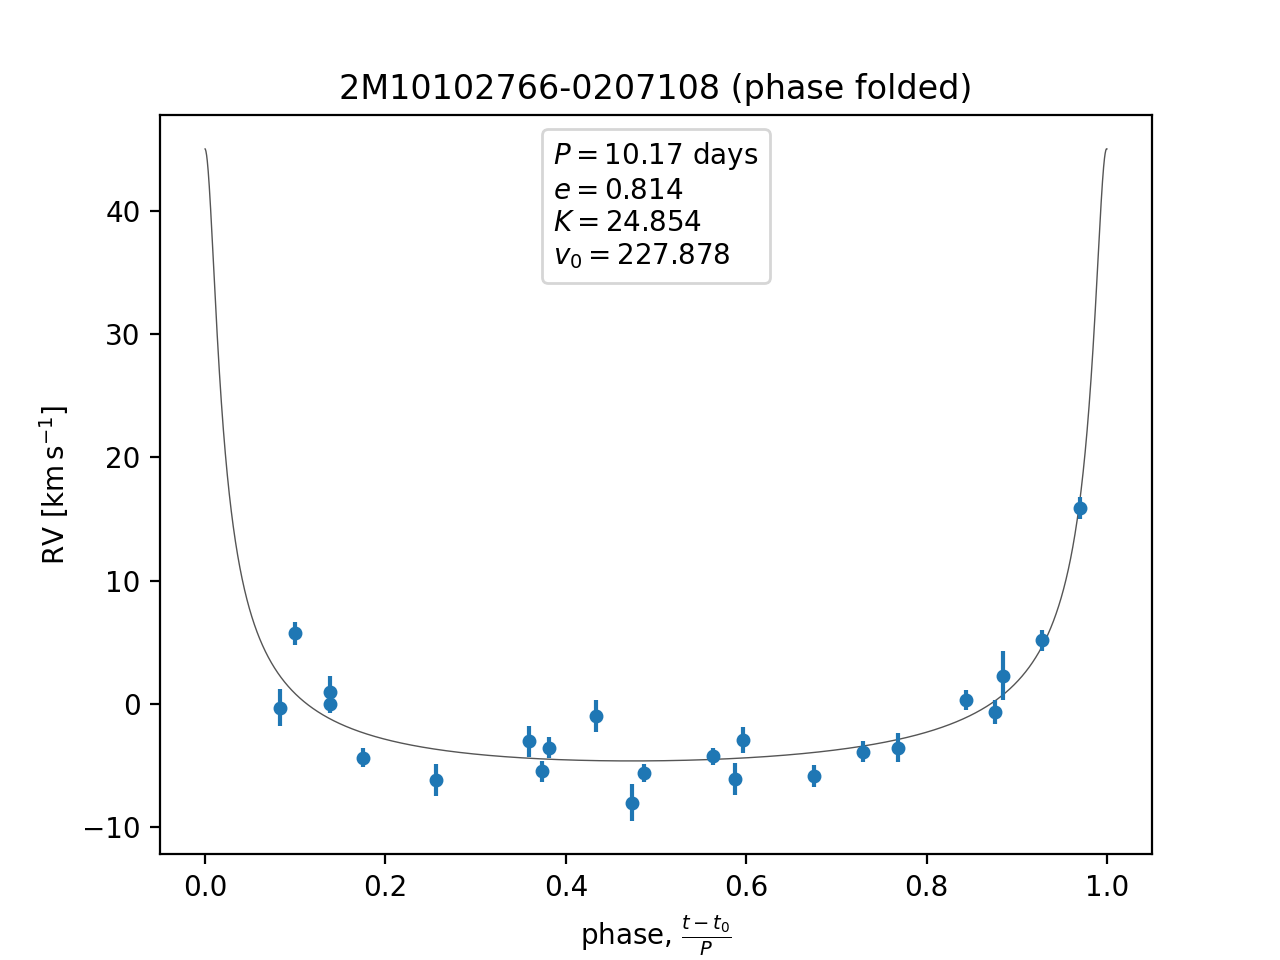 2M10102766-0207108 (phase folded)
P = 10.17 days
e = 0.814
K = 24.854
v₀ = 227.878
40
30
20
10
0
−10
RV [km s⁻¹]
0.0 0.2 0.4 0.6 0.8 1.0
phase, (t − t₀)/P